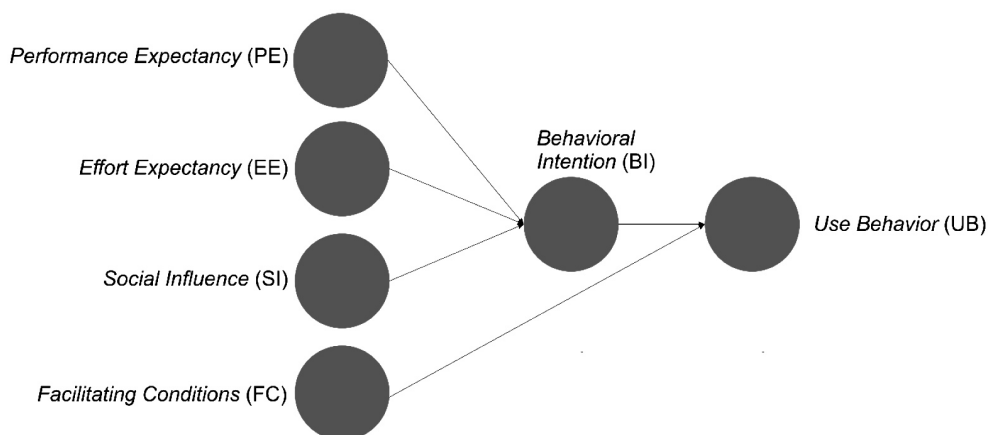 Performance Expectancy (PE)
Effort Expectancy (EE)
Behavioral
Intention (BI)
Use Behavior (UB)
Social Influence (SI)
Facilitating Conditions (FC)